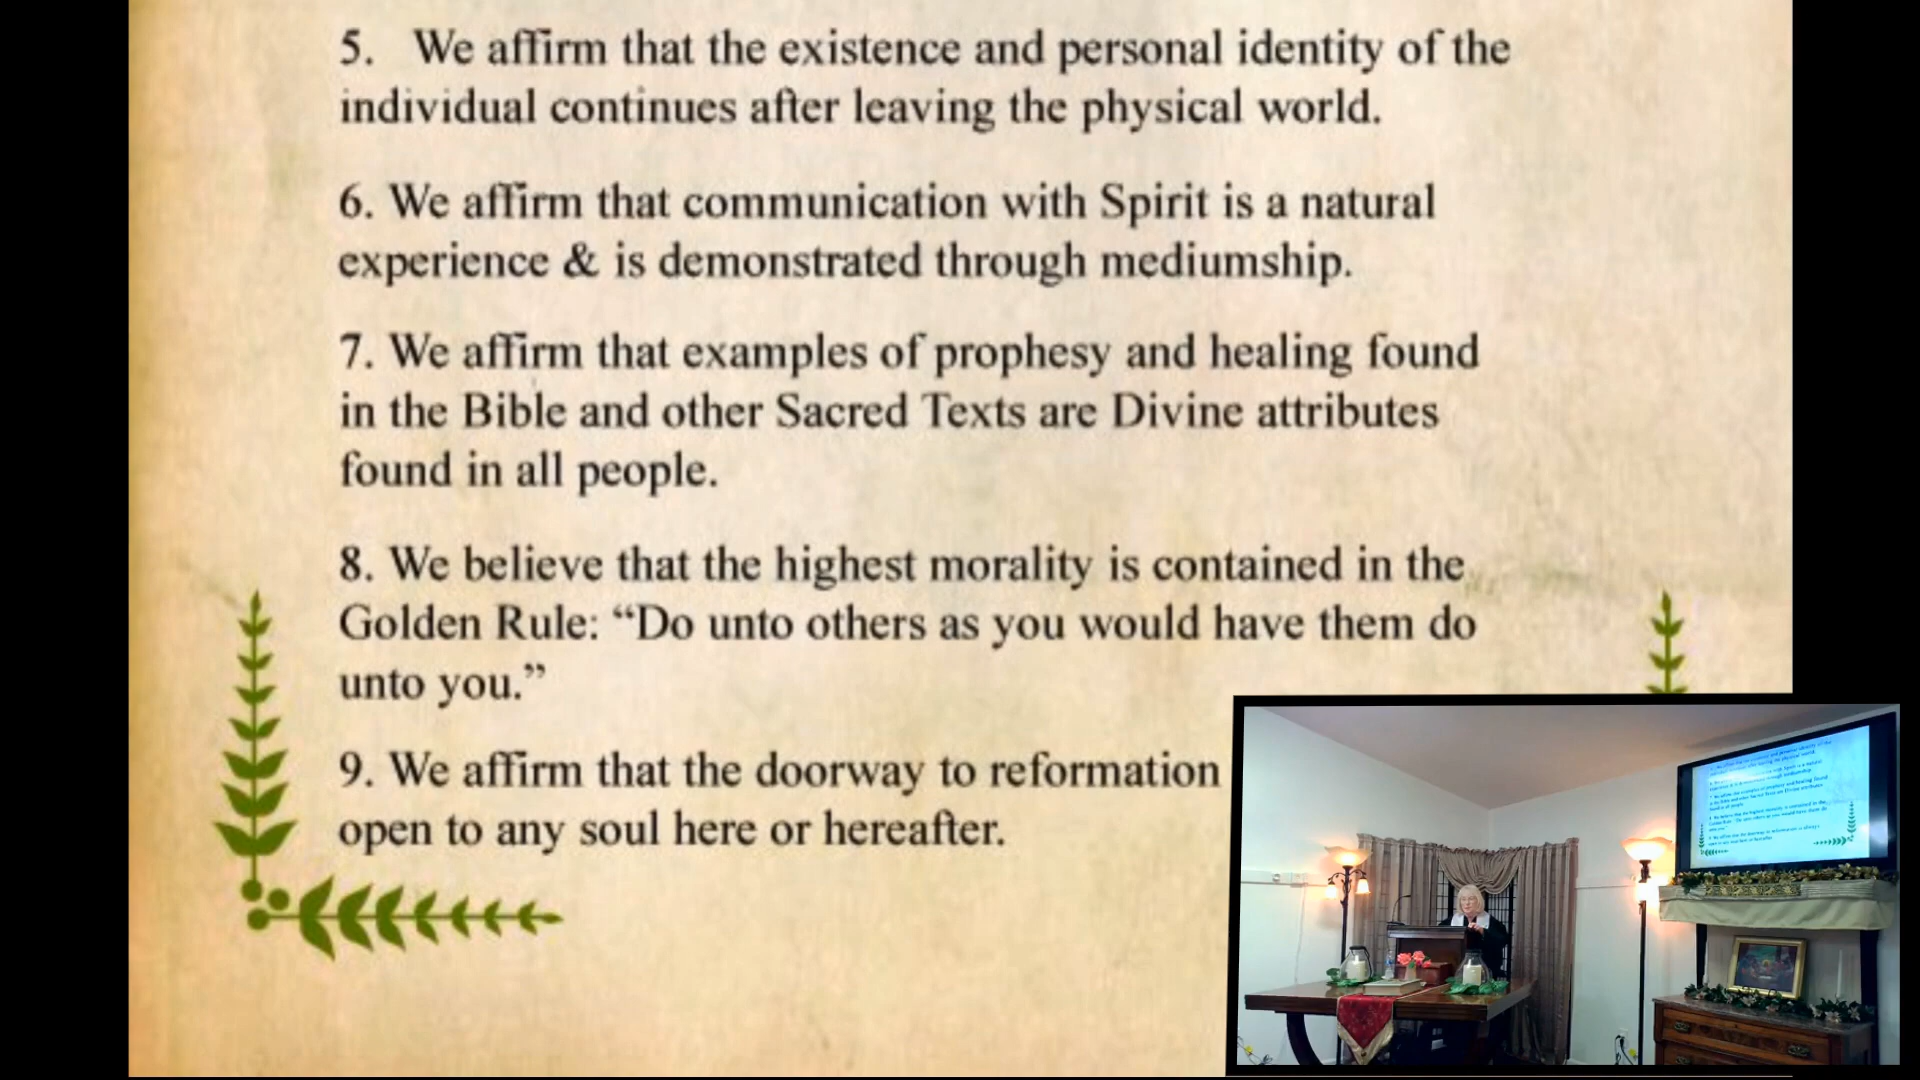 5. We affirm that the existence and personal identity of the
individual continues after leaving the physical world.
6. We affirm that communication with Spirit is a natural
experience & is demonstrated through mediumship.
7. We affirm that examples of prophesy and healing found
in the Bible and other Sacred Texts are Divine attributes
found in all people.
8. We believe that the highest morality is contained in the
Golden Rule: “Do unto others as you would have them do
unto you.”
9. We affirm that the doorway to reformation
open to any soul here or hereafter.